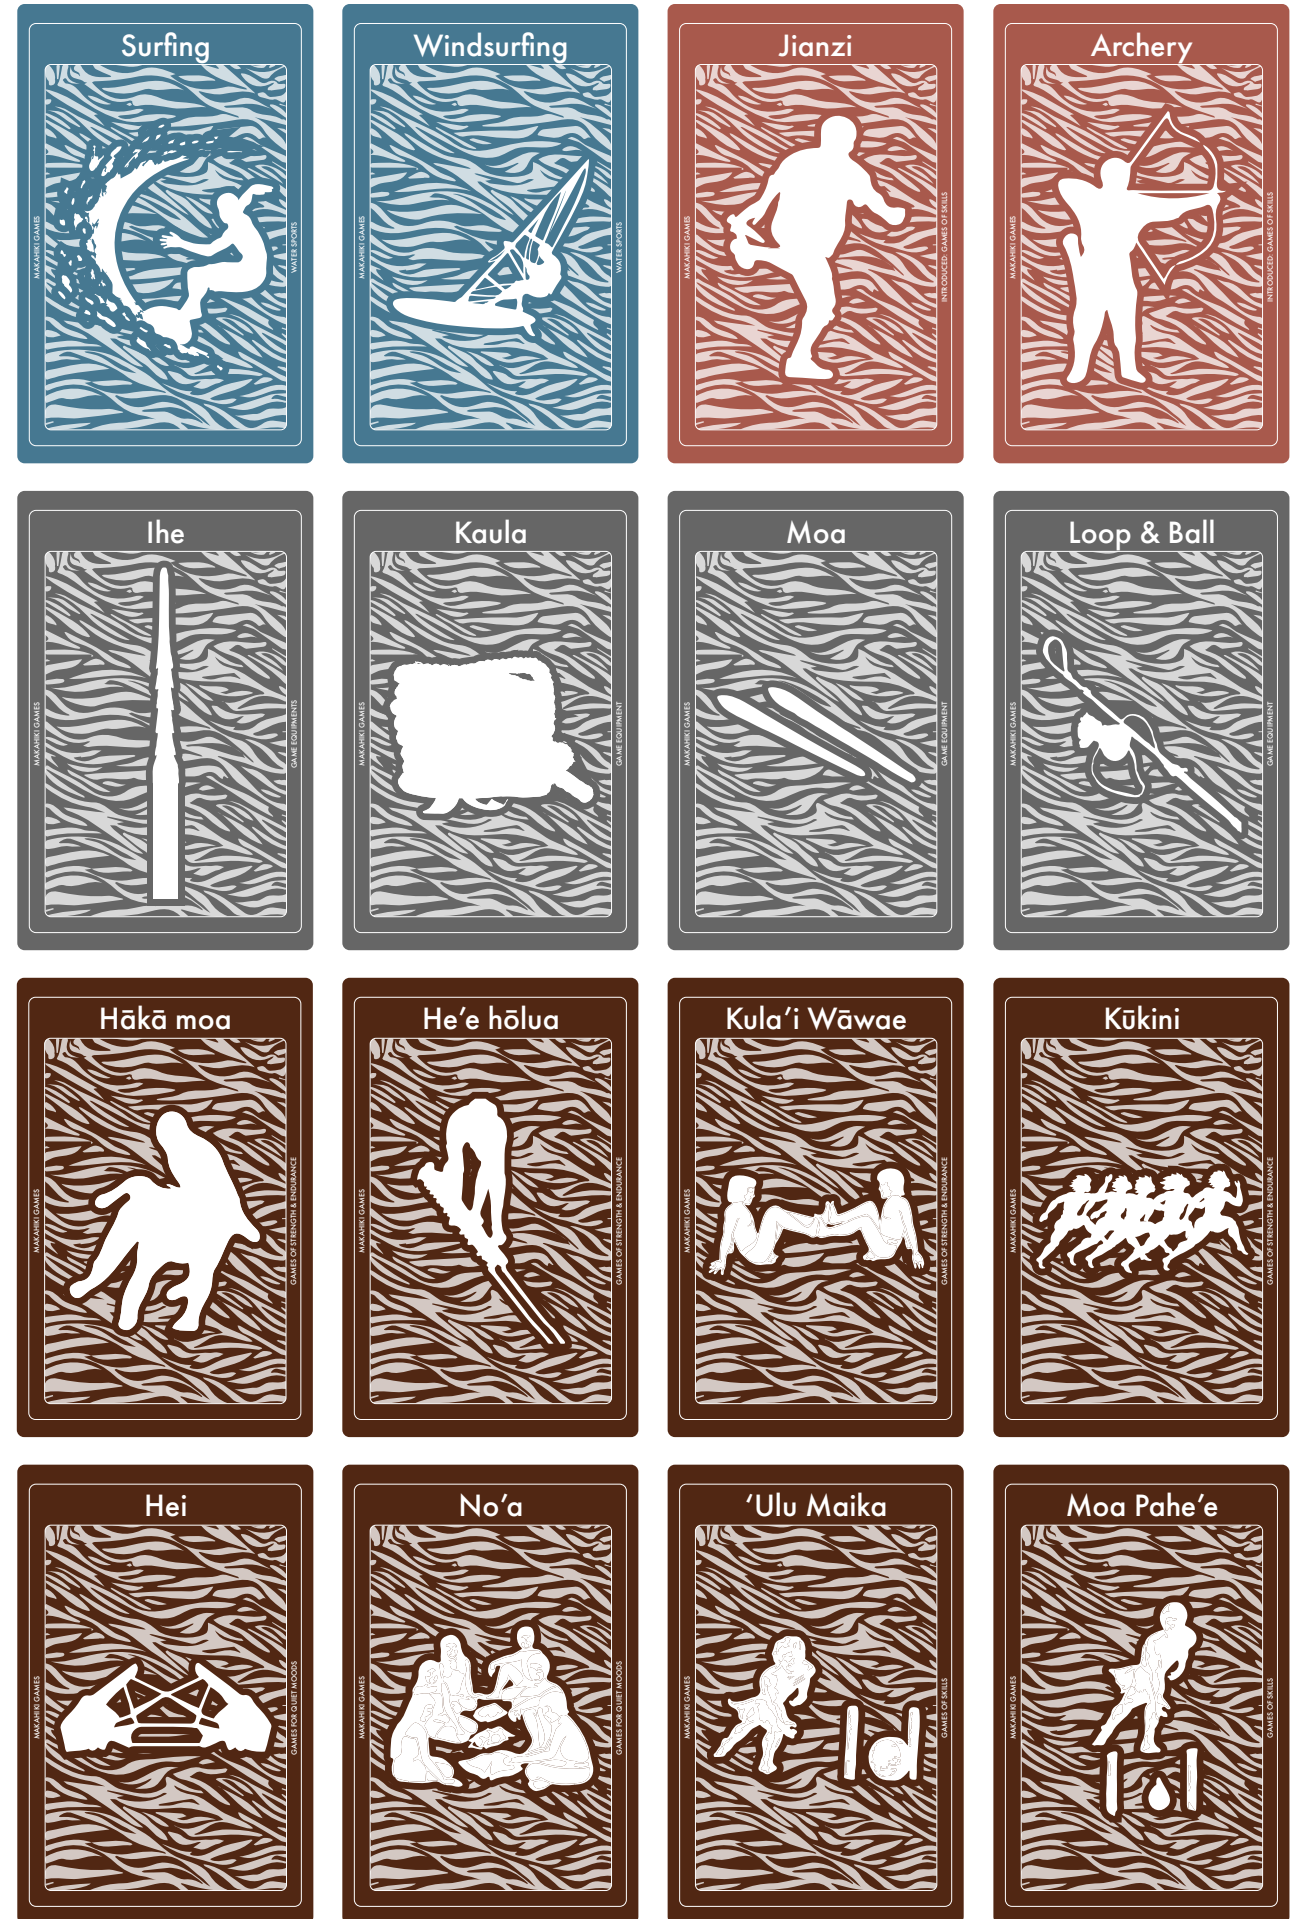 Surfing
MAKAHIKI GAMES
WATER SPORTS
Windsurfing
MAKAHIKI GAMES
WATER SPORTS
Jianzi
MAKAHIKI GAMES
INTRODUCED: GAMES OF SKILLS
Archery
MAKAHIKI GAMES
INTRODUCED: GAMES OF SKILLS
Ihe
MAKAHIKI GAMES
GAME EQUIPMENTS
Kaula
MAKAHIKI GAMES
GAME EQUIPMENT
Moa
MAKAHIKI GAMES
GAME EQUIPMENT
Loop & Ball
MAKAHIKI GAMES
GAME EQUIPMENT
Hākā moa
MAKAHIKI GAMES
GAMES OF STRENGTH & ENDURANCE
He’e hōlua
MAKAHIKI GAMES
GAMES OF STRENGTH & ENDURANCE
Kula’i Wāwae
MAKAHIKI GAMES
GAMES OF STRENGTH & ENDURANCE
Kūkini
MAKAHIKI GAMES
GAMES OF STRENGTH & ENDURANCE
Hei
MAKAHIKI GAMES
GAMES FOR QUIET MOODS
No’a
MAKAHIKI GAMES
GAMES FOR QUIET MOODS
‘Ulu Maika
MAKAHIKI GAMES
GAMES OF SKILLS
Moa Pahe’e
MAKAHIKI GAMES
GAMES OF SKILLS